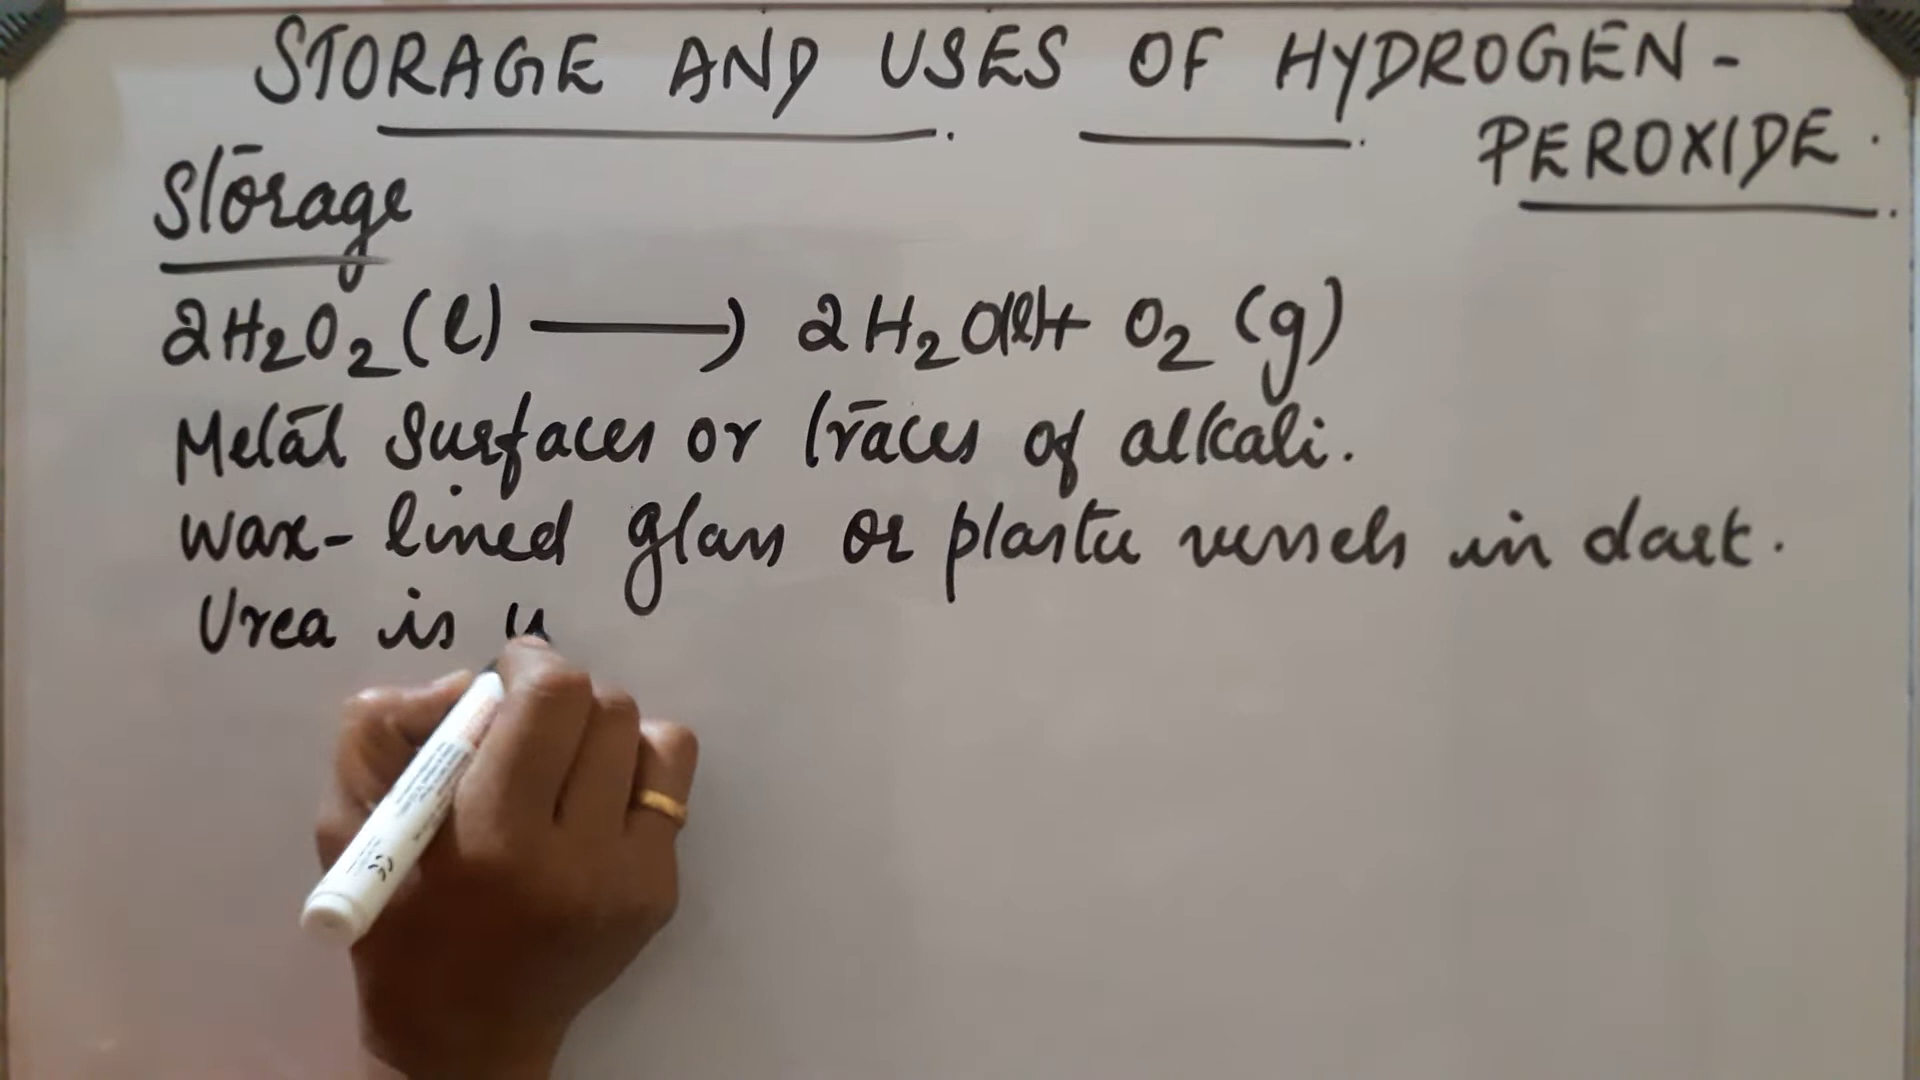 STORAGE AND USES OF HYDROGEN-
PEROXIDE.
Storage
2H₂O₂(l) ⟶ 2H₂O(l)+ O₂ (g)
Metal Surfaces or traces of alkali.
Wax-lined glass or plastic vessels in dark.
Urea is u